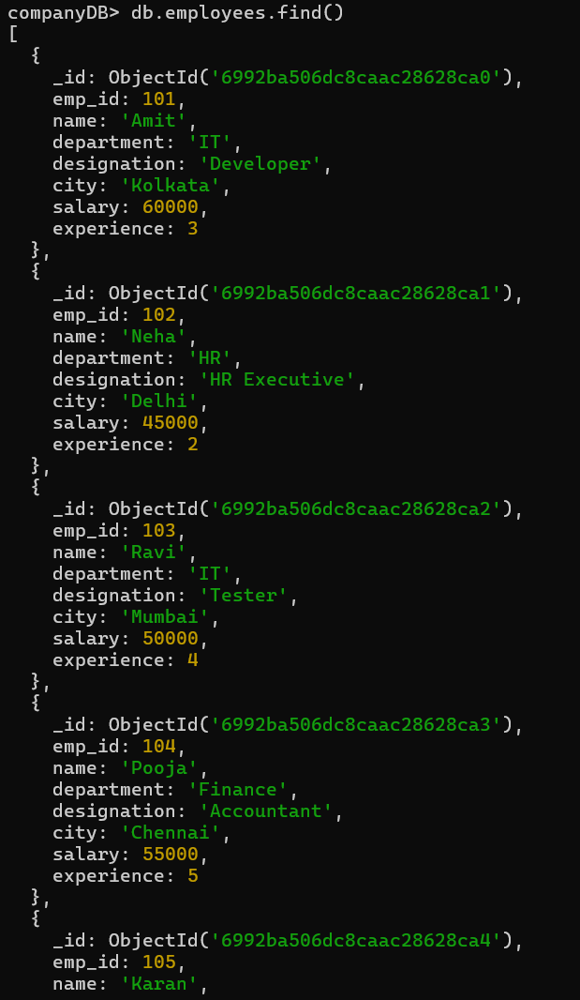 companyDB> db.employees.find()
[
  {
    _id: ObjectId('6992ba506dc8caac28628ca0'),
    emp_id: 101,
    name: 'Amit',
    department: 'IT',
    designation: 'Developer',
    city: 'Kolkata',
    salary: 60000,
    experience: 3
  },
  {
    _id: ObjectId('6992ba506dc8caac28628ca1'),
    emp_id: 102,
    name: 'Neha',
    department: 'HR',
    designation: 'HR Executive',
    city: 'Delhi',
    salary: 45000,
    experience: 2
  },
  {
    _id: ObjectId('6992ba506dc8caac28628ca2'),
    emp_id: 103,
    name: 'Ravi',
    department: 'IT',
    designation: 'Tester',
    city: 'Mumbai',
    salary: 50000,
    experience: 4
  },
  {
    _id: ObjectId('6992ba506dc8caac28628ca3'),
    emp_id: 104,
    name: 'Pooja',
    department: 'Finance',
    designation: 'Accountant',
    city: 'Chennai',
    salary: 55000,
    experience: 5
  },
  {
    _id: ObjectId('6992ba506dc8caac28628ca4'),
    emp_id: 105,
    name: 'Karan',